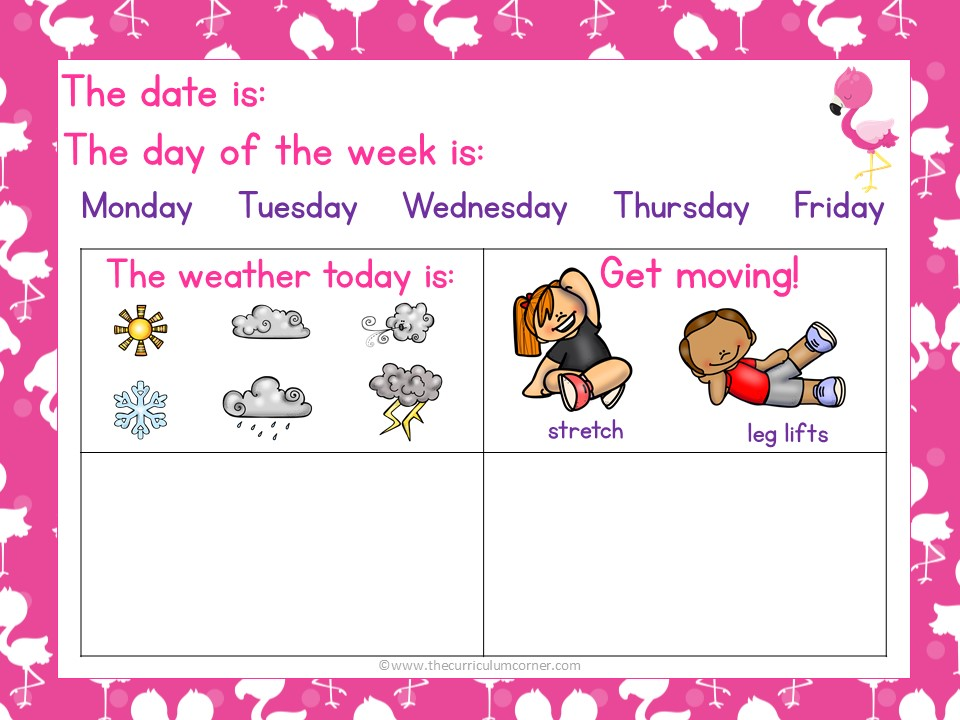 The date is:
The day of the week is:
Monday Tuesday Wednesday Thursday Friday
The weather today is:
Get moving!
stretch
leg lifts
©www.thecurriculumcorner.com